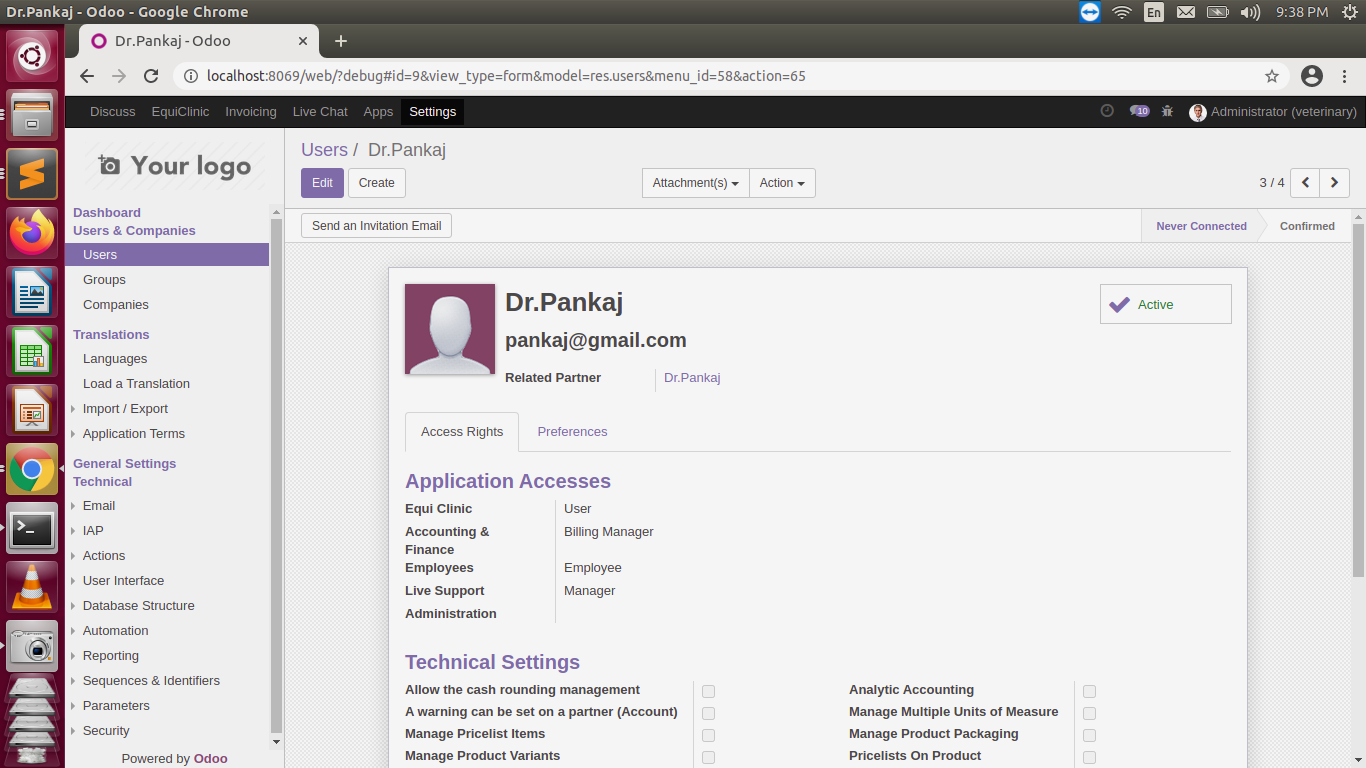 Dr.Pankaj - Odoo - Google Chrome
En
9:38 PM
Dr.Pankaj - Odoo
localhost:8069/web/?debug#id=9&view_type=form&model=res.users&menu_id=58&action=65
Discuss EquiClinic Invoicing Live Chat Apps Settings
10 Administrator (veterinary)
Your logo
Dashboard
Users & Companies
Users
Groups
Companies
Translations
Languages
Load a Translation
Import / Export
Application Terms
General Settings
Technical
Email
IAP
Actions
User Interface
Database Structure
Automation
Reporting
Sequences & Identifiers
Parameters
Security
Powered by Odoo
Users / Dr.Pankaj
Edit Create Attachment(s) Action 3 / 4
Send an Invitation Email Never Connected Confirmed
Dr.Pankaj
Active
pankaj@gmail.com
Related Partner Dr.Pankaj
Access Rights Preferences
Application Accesses
Equi Clinic User
Accounting & Billing Manager
Finance
Employees Employee
Live Support Manager
Administration
Technical Settings
Allow the cash rounding management Analytic Accounting
A warning can be set on a partner (Account) Manage Multiple Units of Measure
Manage Pricelist Items Manage Product Packaging
Manage Product Variants Pricelists On Product